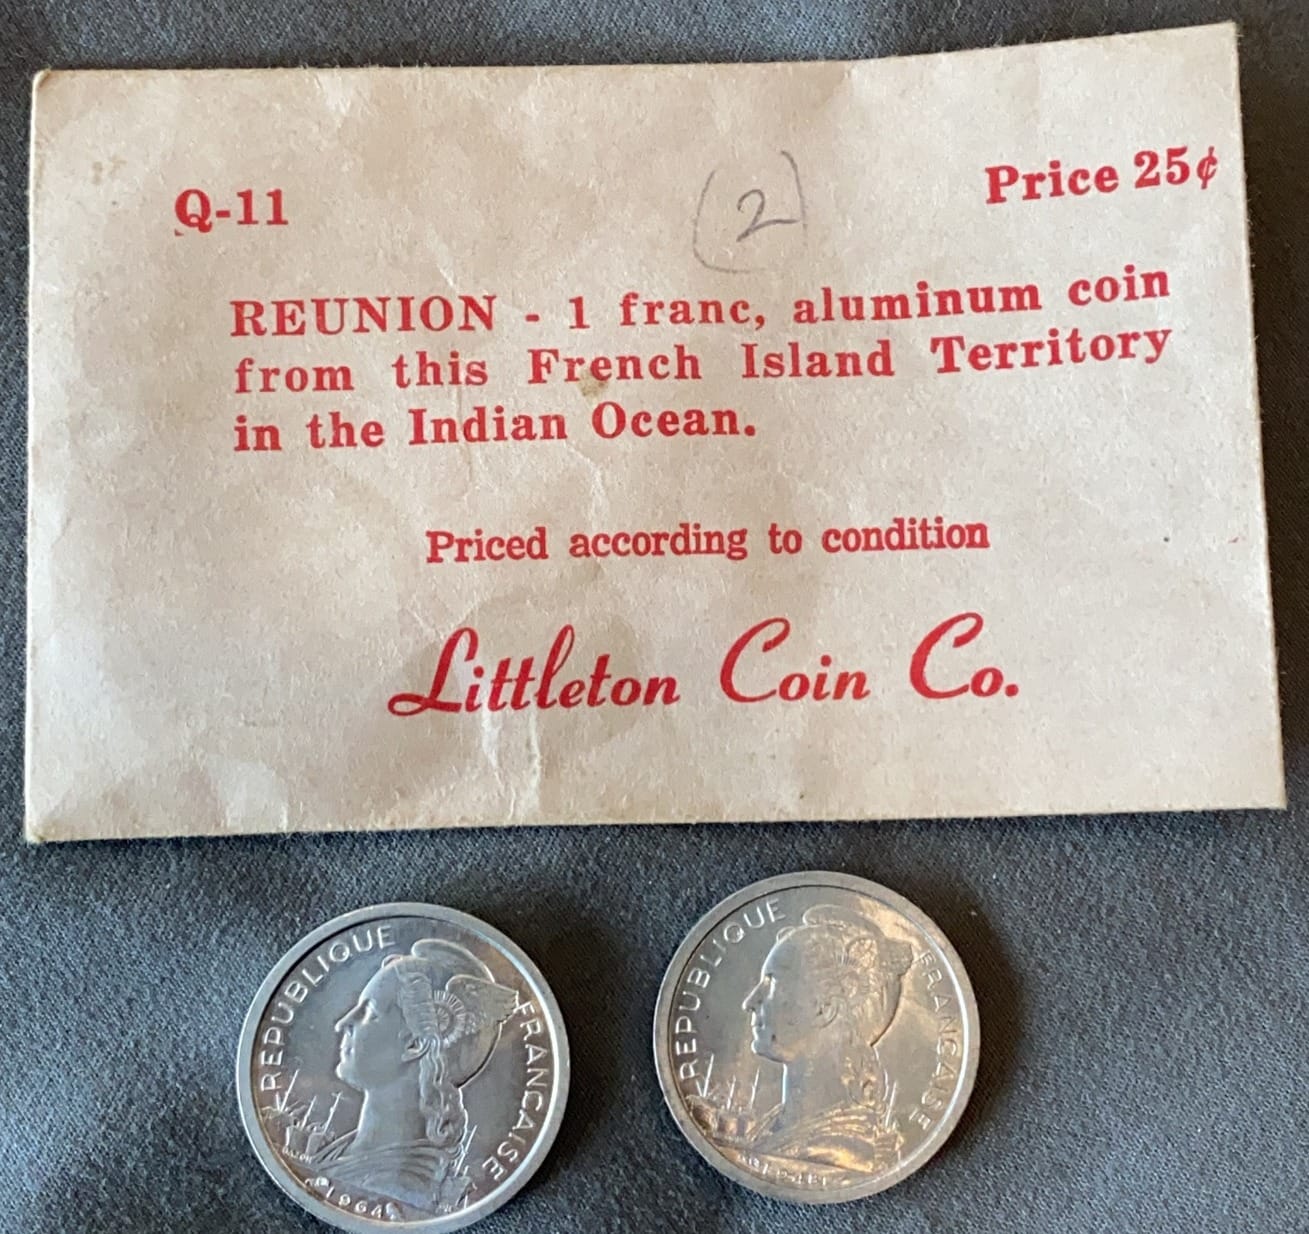 Q-11
(2)
Price 25¢
REUNION - 1 franc, aluminum coin
from this French Island Territory
in the Indian Ocean.
Priced according to condition
Littleton Coin Co.
REPUBLIQUE FRANÇAISE
1964
REPUBLIQUE FRANÇAISE